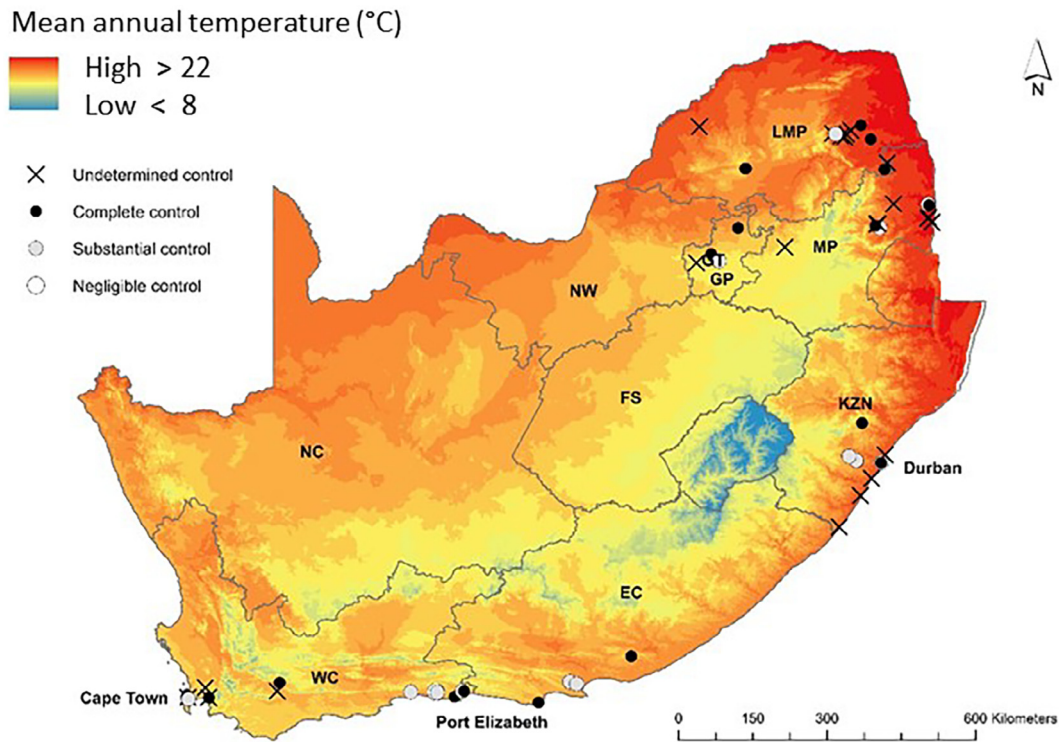 Mean annual temperature (°C)
High > 22
Low < 8
N
Undetermined control
Complete control
Substantial control
Negligible control
LMP
MP
GP
NW
FS
KZN
NC
Durban
EC
WC
Cape Town
Port Elizabeth
0 150 300 600 Kilometers